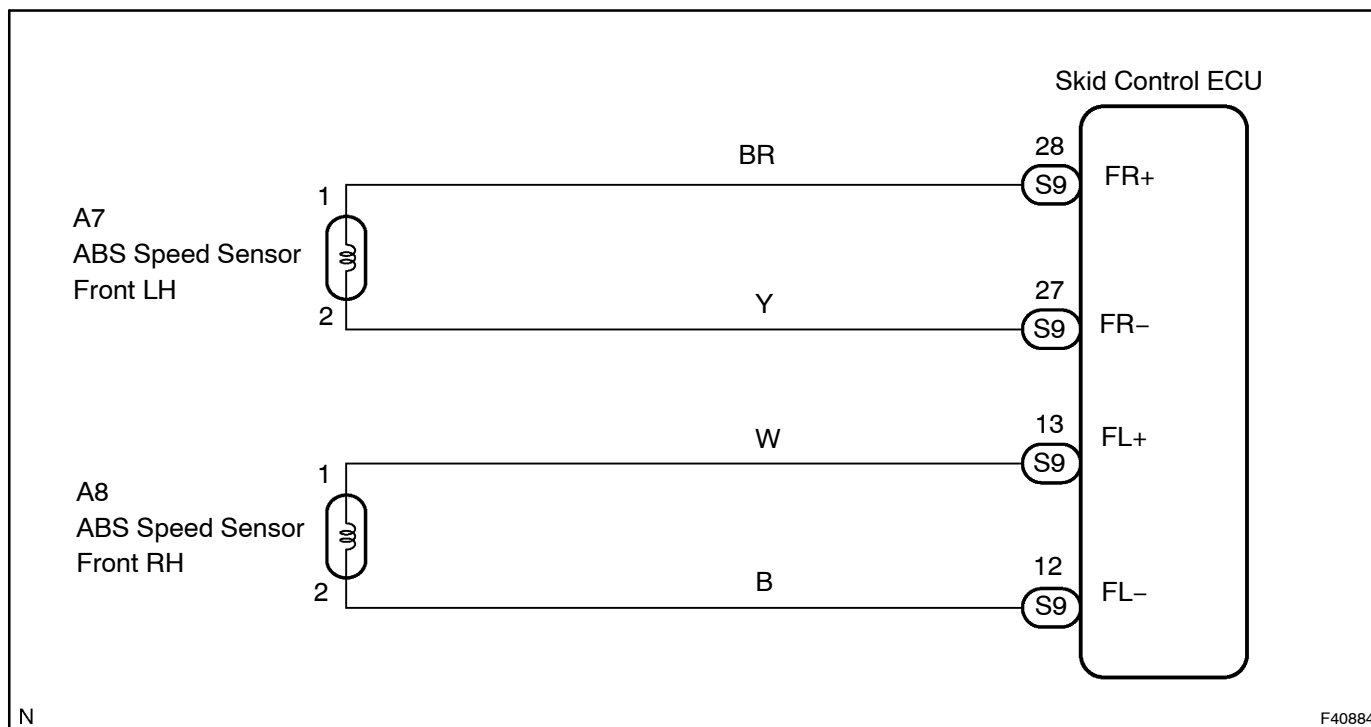 Skid Control ECU
BR
28
S9
FR+
1
A7
ABS Speed Sensor
Front LH
2
Y
27
S9
FR−
W
13
S9
FL+
1
A8
ABS Speed Sensor
Front RH
2
B
12
S9
FL−
N
F40884